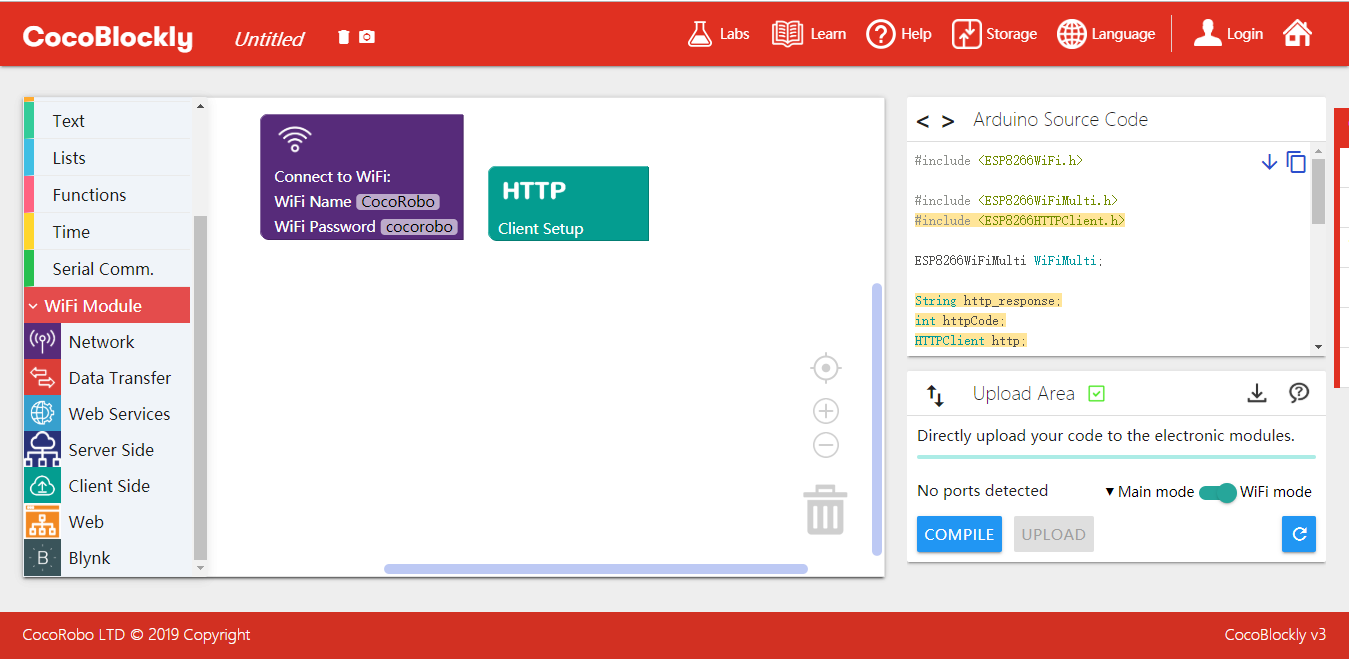 CocoBlockly
Untitled
Labs
Learn
Help
Storage
Language
Login
Text
Lists
Functions
Time
Serial Comm.
WiFi Module
Network
Data Transfer
Web Services
Server Side
Client Side
Web
B Blynk
Connect to WiFi:
WiFi Name CocoRobo
WiFi Password cocorobo
HTTP
Client Setup
< > Arduino Source Code
#include <ESP8266WiFi.h>
#include <ESP8266WiFiMulti.h>
#include <ESP8266HTTPClient.h>
ESP8266WiFiMulti WiFiMulti;
String http_response;
int httpCode;
HTTPClient http;
Upload Area
Directly upload your code to the electronic modules.
No ports detected
▼ Main mode
WiFi mode
COMPILE
UPLOAD
CocoRobo LTD © 2019 Copyright
CocoBlockly v3